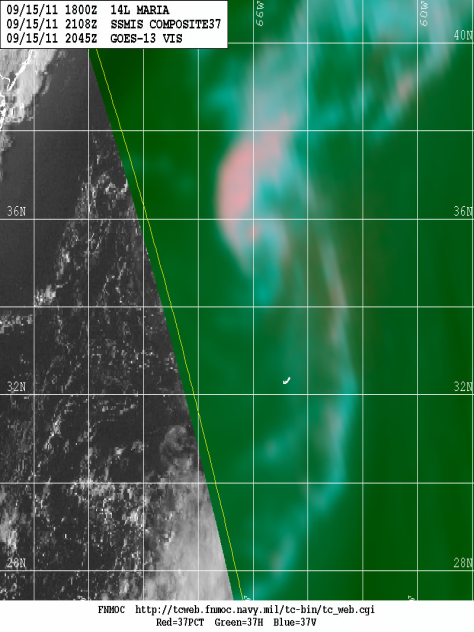 09/15/11 1800Z 14L MARIA
09/15/11 2108Z SSMIS COMPOSITE37
09/15/11 2045Z GOES-13 VIS
66W
60W
40N
36N
36N
32N
32N
28N
28N
FNMOC http://tcweb.fnmoc.navy.mil/tc-bin/tc_web.cgi
Red=37PCT Green=37H Blue=37V